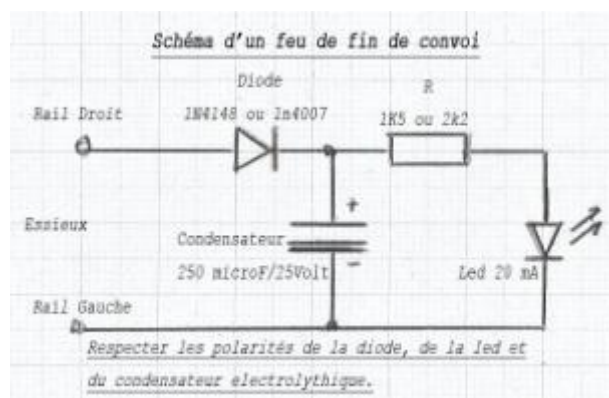 Schéma d'un feu de fin de convoi
Diode
R
Rail Droit
1N4148 ou 1n4007
1K5 ou 2k2
+
Essieux
Condensateur
-
250 microF/25Volt
Led 20 mA
Rail Gauche
Respecter les polarités de la diode, de la led et
du condensateur electrolythique.